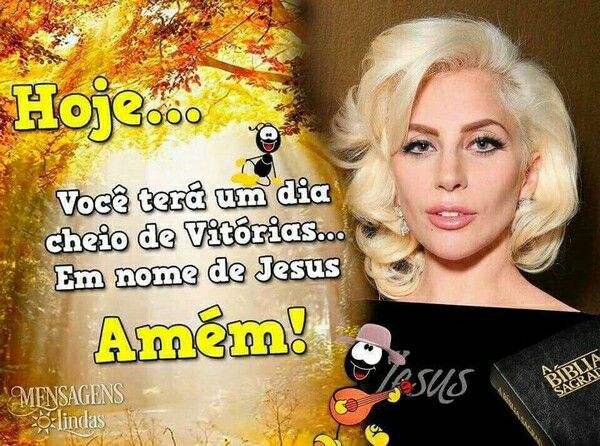 Hoje...
Você terá um dia
cheio de Vitórias...
Em nome de Jesus
Amém!
Jesus
A
BÍBLIA
SAGRADA
MENSAGENS
lindas